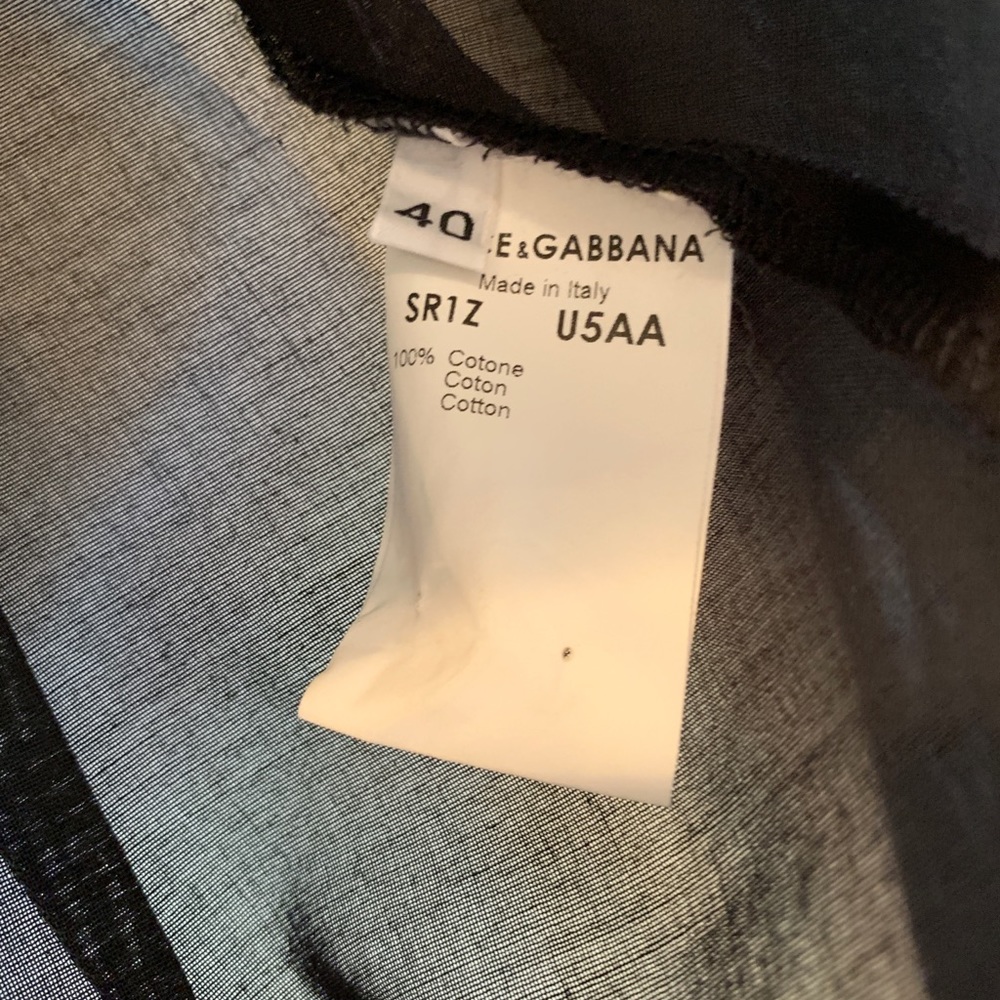 40
E&GABBANA
Made in Italy
SR1Z U5AA
100% Cotone
Coton
Cotton